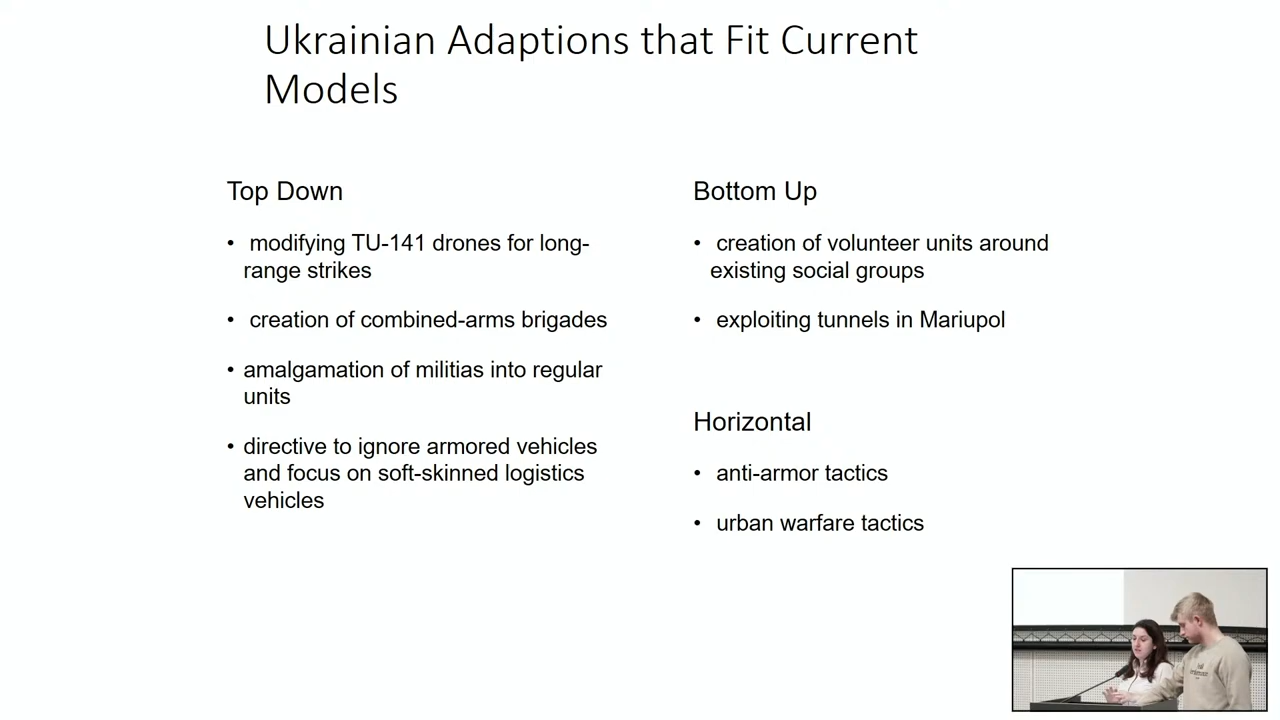 Ukrainian Adaptions that Fit Current
Models
Top Down
• modifying TU-141 drones for long-
range strikes
• creation of combined-arms brigades
• amalgamation of militias into regular
units
• directive to ignore armored vehicles
and focus on soft-skinned logistics
vehicles
Bottom Up
• creation of volunteer units around
existing social groups
• exploiting tunnels in Mariupol
Horizontal
• anti-armor tactics
• urban warfare tactics